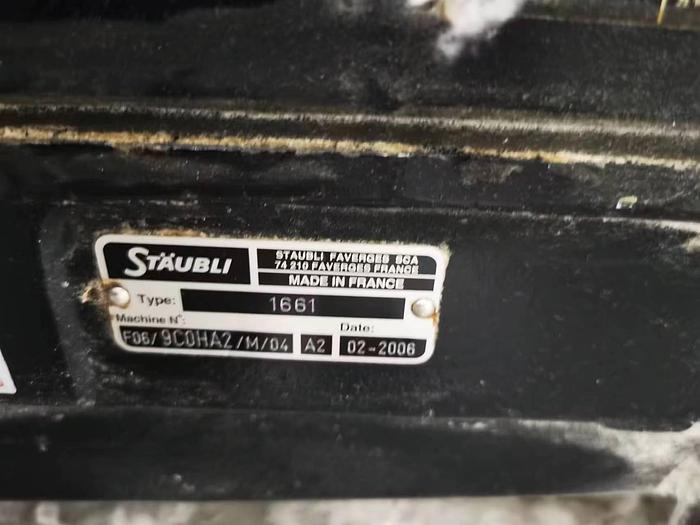 STÄUBLI
STAUBLI FAVERGES SCA
74 210 FAVERGES FRANCE
MADE IN FRANCE
Type: 1661
Machine N°: Date:
F06/9C0HA2/M/04 A2 02-2006